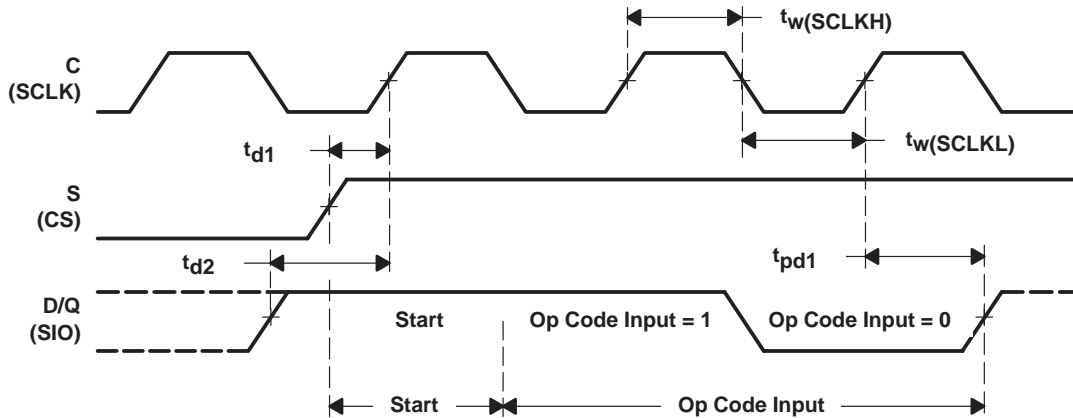 tw(SCLKH)
C
(SCLK)
td1
tw(SCLKL)
S
(CS)
td2
tpd1
D/Q
(SIO)
Start
Op Code Input = 1
Op Code Input = 0
Start
Op Code Input